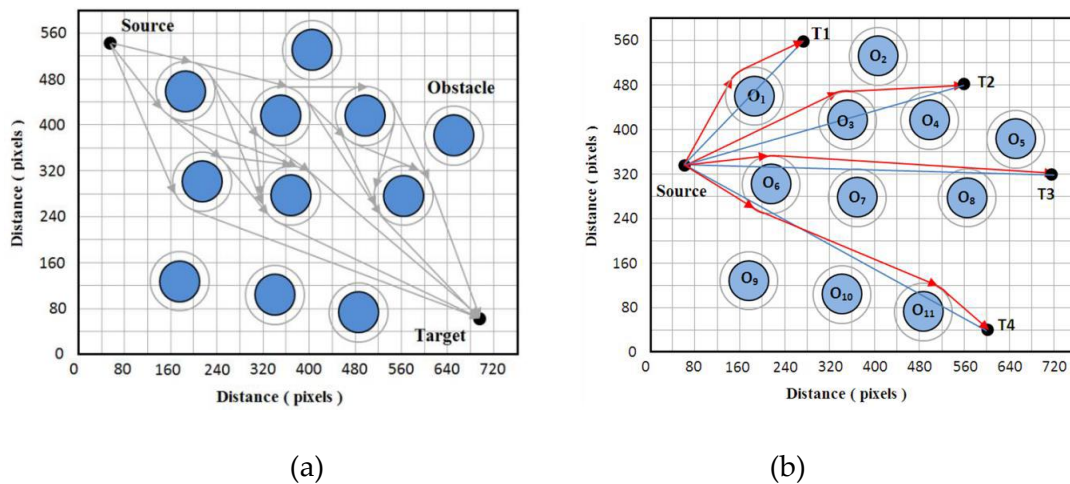 Source
Obstacle
Target
560
480
400
320
240
160
80
0
Distance ( pixels)
0 80 160 240 320 400 480 560 640 720
Distance ( pixels )
(a)
T1
T2
T3
T4
Source
O1
O2
O3
O4
O5
O6
O7
O8
O9
O10
O11
560
480
400
320
240
160
80
0
Distance ( pixels)
0 80 160 240 320 400 480 560 640 720
Distance ( pixels )
(b)